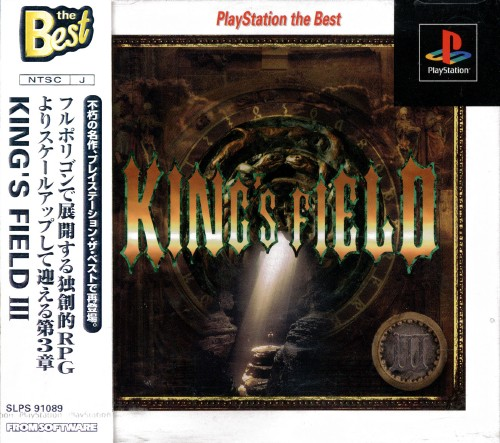 the
Best
NTSC J
不朽の名作、プレイステーション・ザ・ベストで再登場。
フルポリゴンで展開する独創的RPG
よりスケールアップして迎える第3章
KING'S FIELD III
SLPS 91089
FROMSOFTWARE
PlayStation the Best
PlayStation
KING'S FIELD
III